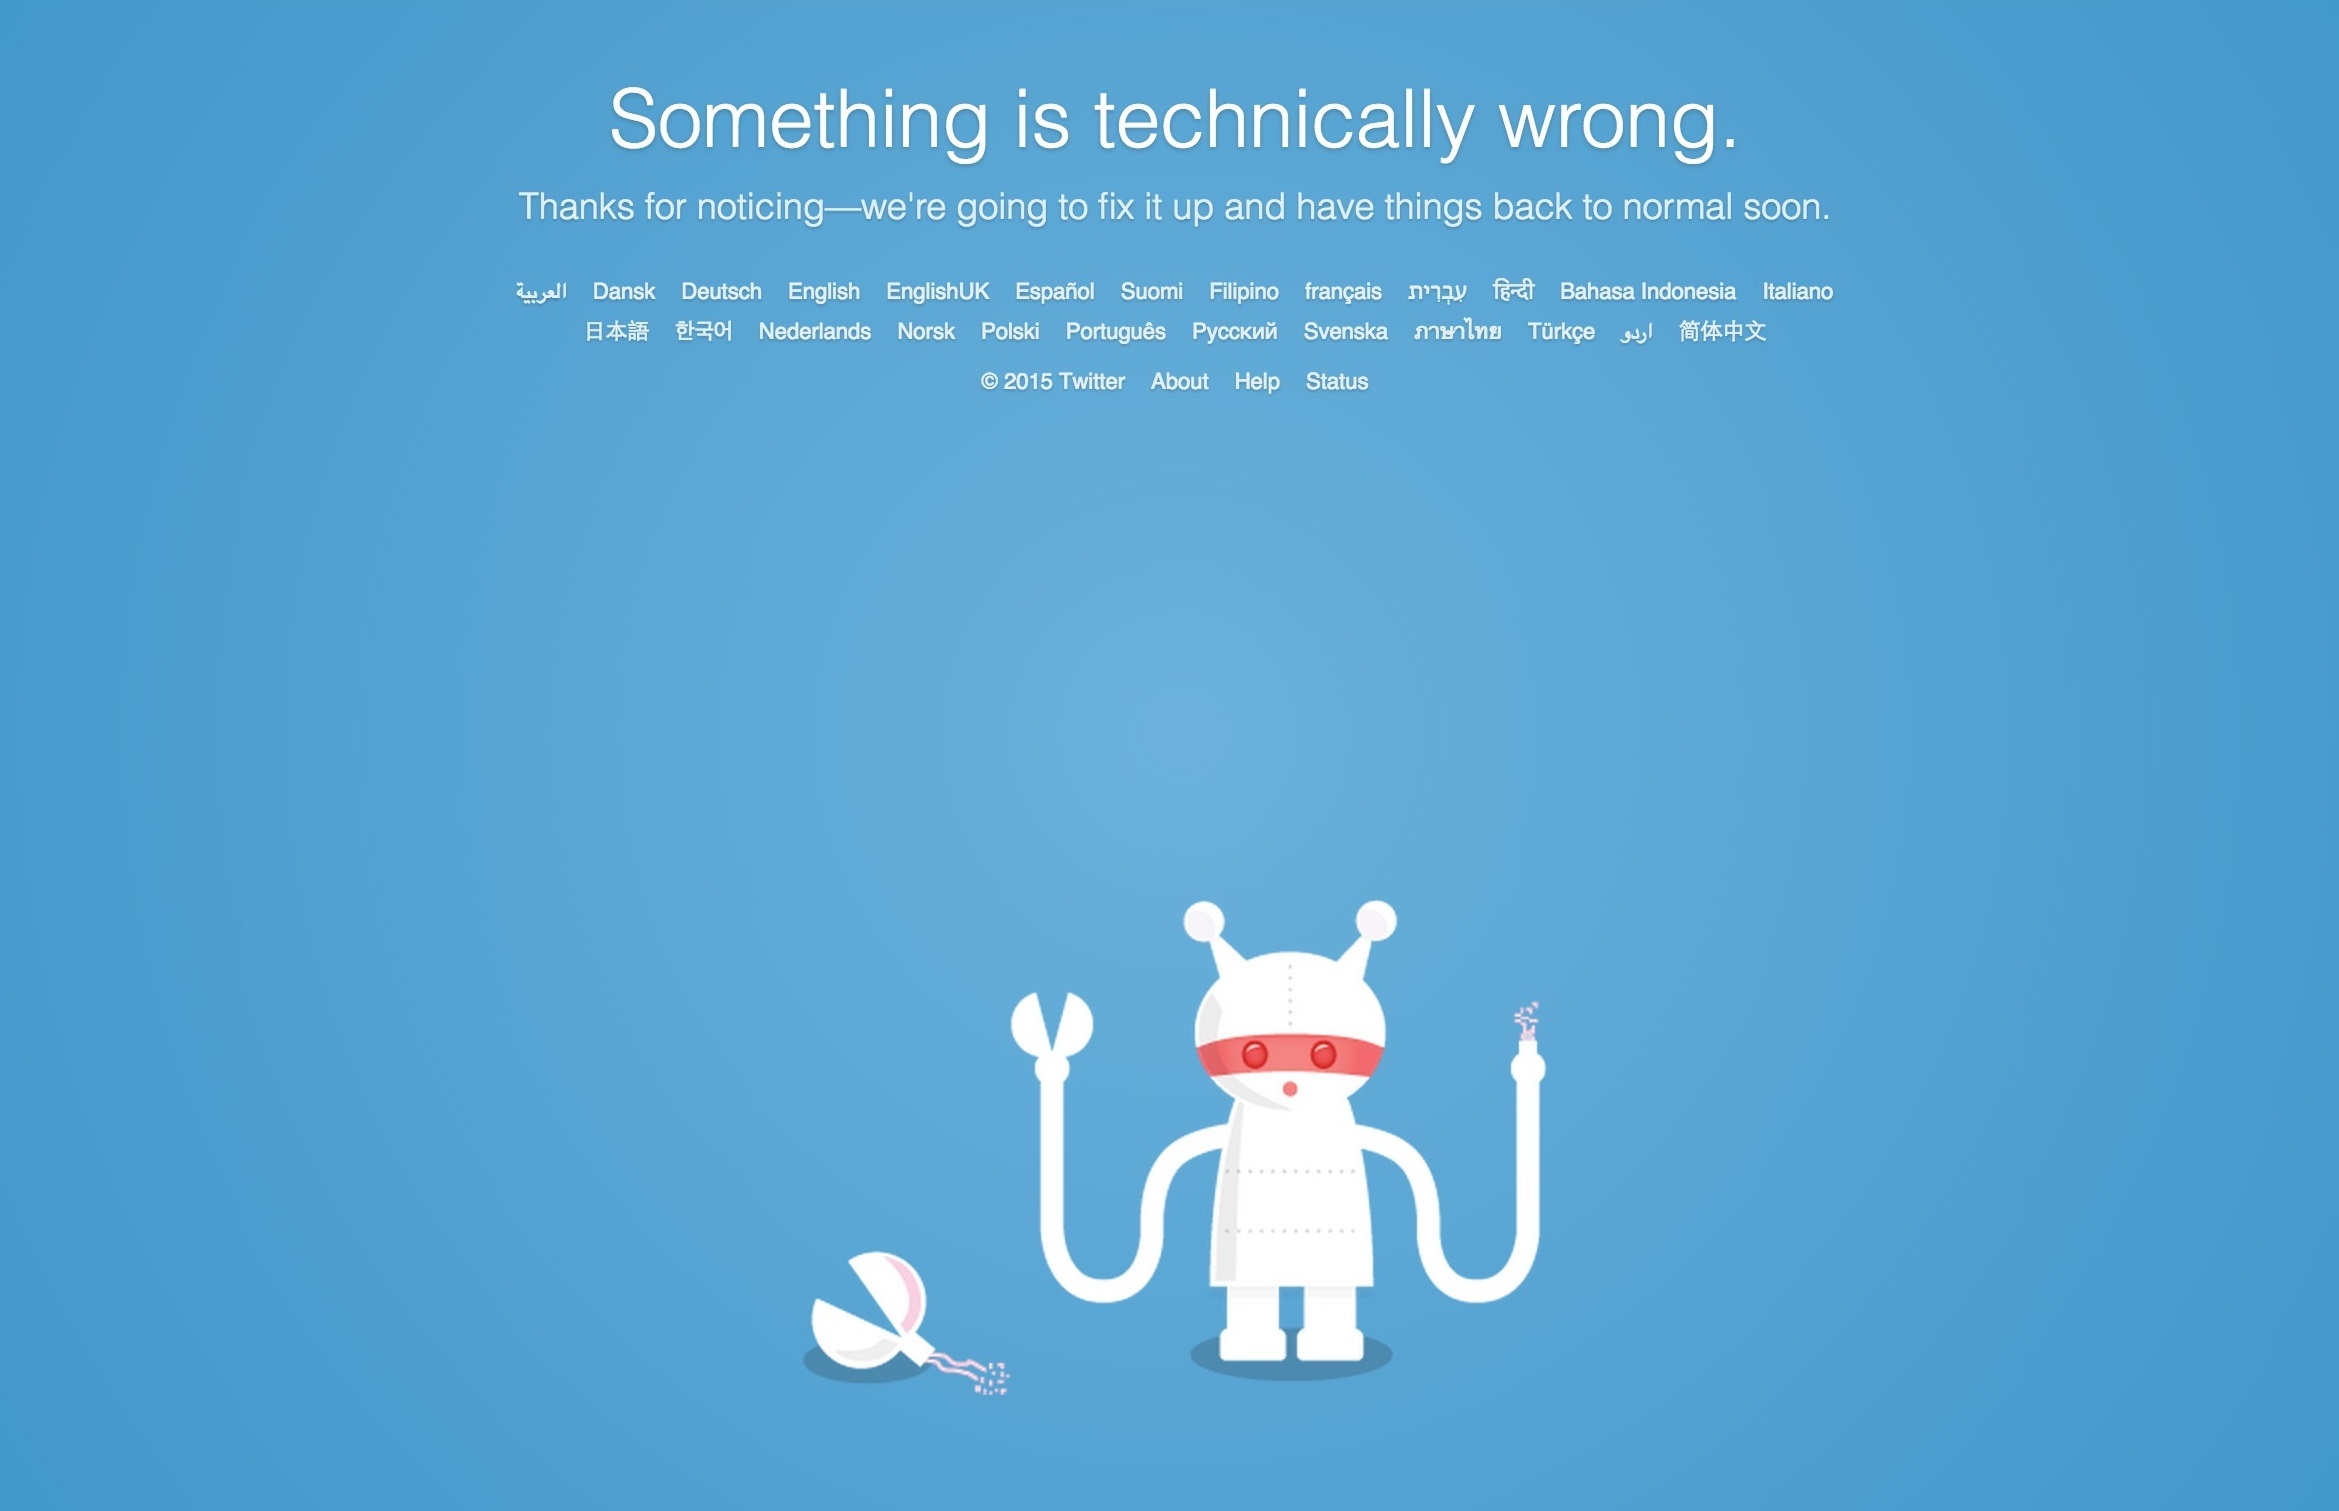 Something is technically wrong.
Thanks for noticing—we're going to fix it up and have things back to normal soon.
العربية Dansk Deutsch English EnglishUK Español Suomi Filipino français עִבְרִית हिन्दी Bahasa Indonesia Italiano
日本語 한국어 Nederlands Norsk Polski Português Русский Svenska ภาษาไทย Türkçe اردو 简体中文
© 2015 Twitter About Help Status